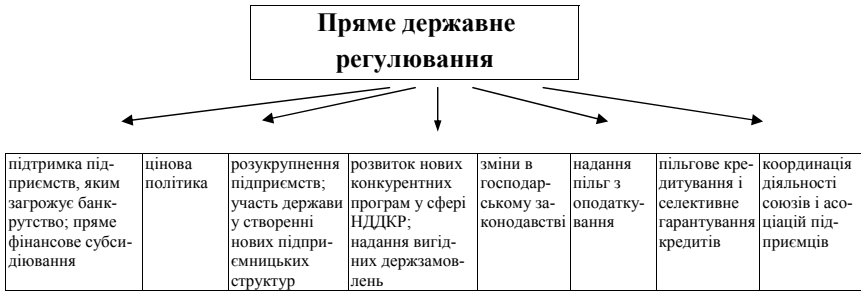 Пряме державне
регулювання
підтримка під-
приємств, яким
загрожує банк-
рутство; пряме
фінансове субси-
діювання
цінова
політика
розукрупнення
підприємств;
участь держави
у створенні
нових підпри-
ємницьких
структур
розвиток нових
конкурентних
програм у сфері
НДДКР;
надання вигід-
них держзамов-
лень
зміни в
господар-
ському за-
конодавстві
надання
пільг з
оподатку-
вання
пільгове кре-
дитування і
селективне
гарантування
кредитів
координація
діяльності
союзів і асо-
ціацій під-
приємців